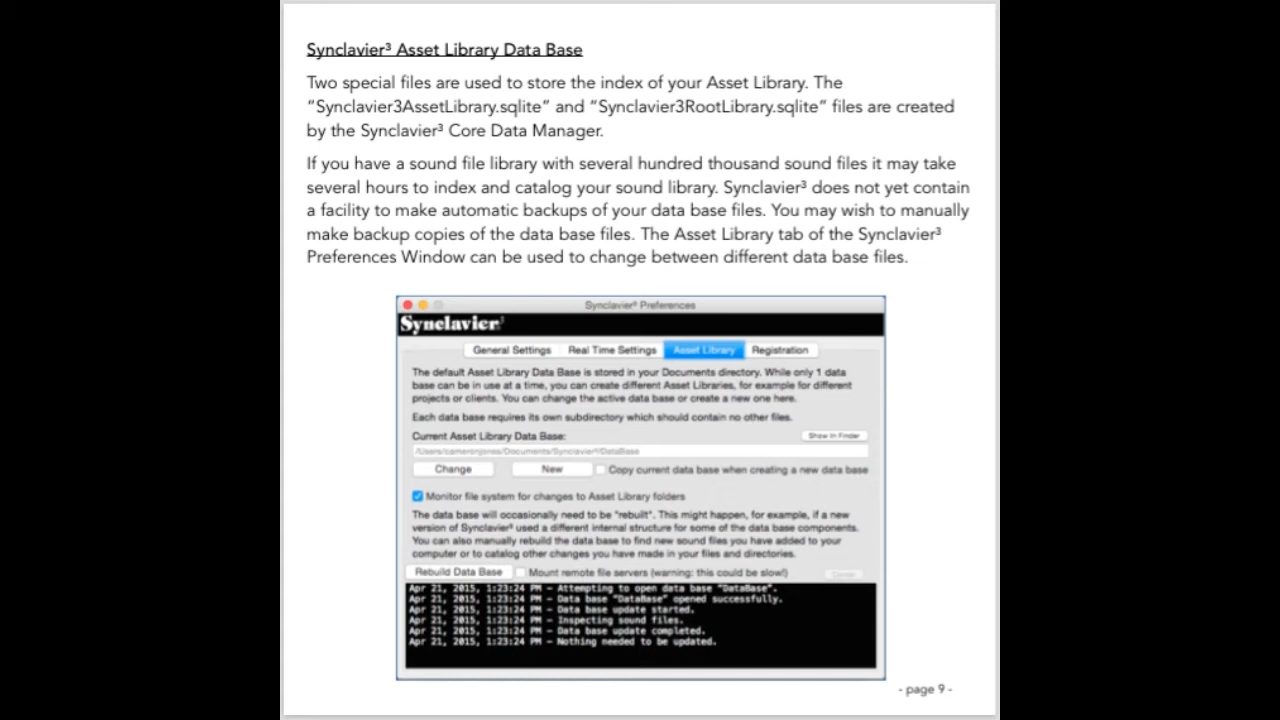 Synclavier³ Asset Library Data Base
Two special files are used to store the index of your Asset Library. The
“Synclavier3AssetLibrary.sqlite” and “Synclavier3RootLibrary.sqlite” files are created
by the Synclavier³ Core Data Manager.
If you have a sound file library with several hundred thousand sound files it may take
several hours to index and catalog your sound library. Synclavier³ does not yet contain
a facility to make automatic backups of your data base files. You may wish to manually
make backup copies of the data base files. The Asset Library tab of the Synclavier³
Preferences Window can be used to change between different data base files.
Synclavier³ Preferences
Synclavier³
General Settings Real Time Settings Asset Library Registration
The default Asset Library Data Base is stored in your Documents directory. While only 1 data
base can be in use at a time, you can create different Asset Libraries, for example for different
projects or clients. You can change the active data base or create a new one here.
Each data base requires its own subdirectory which should contain no other files.
Current Asset Library Data Base: Show in Finder
/Users/cameronjones/Documents/Synclavier³/DataBase
Change New Copy current data base when creating a new data base
Monitor file system for changes to Asset Library folders
The data base will occasionally need to be "rebuilt". This might happen, for example, if a new
version of Synclavier³ used a different internal structure for some of the data base components.
You can also manually rebuild the data base to find new sound files you have added to your
computer or to catalog other changes you have made in your files and directories.
Rebuild Data Base Mount remote file servers (warning: this could be slow!)
Apr 21, 2015, 1:23:24 PM – Attempting to open data base "DataBase".
Apr 21, 2015, 1:23:24 PM – Data base "DataBase" opened successfully.
Apr 21, 2015, 1:23:24 PM – Data base update started.
Apr 21, 2015, 1:23:24 PM – Inspecting sound files.
Apr 21, 2015, 1:23:24 PM – Data base update completed.
Apr 21, 2015, 1:23:24 PM – Nothing needed to be updated.
- page 9 -